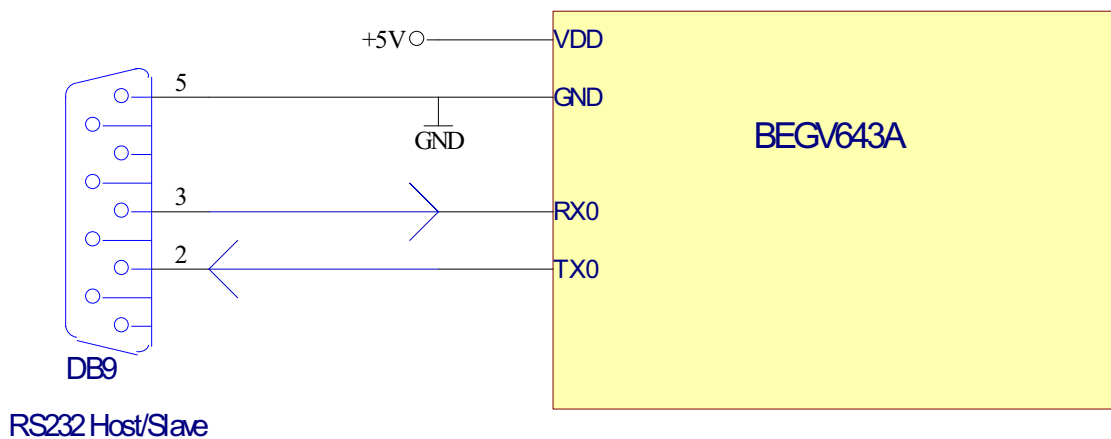 +5V
VDD
5
GND
GND
BEGV643A
3
RX0
2
TX0
DB9
RS232 Host/Slave